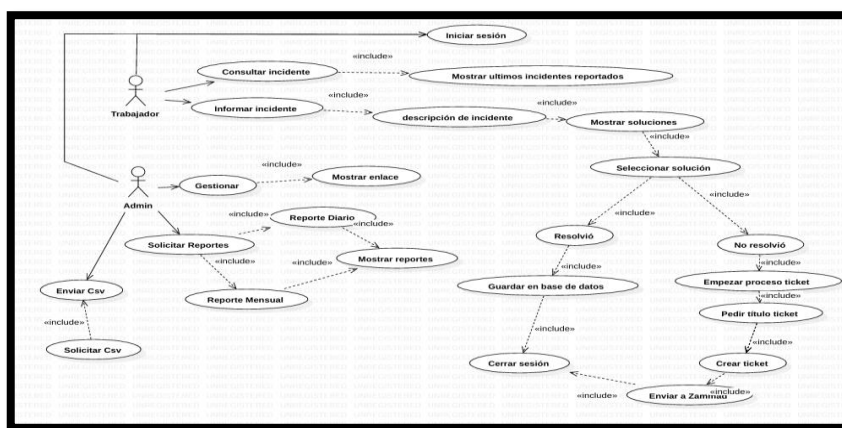 Iniciar sesión
«include»
Consultar incidente
Mostrar ultimos incidentes reportados
«include»
Trabajador
Informar incidente
«include»
descripción de incidente
Mostrar soluciones
«include»
Seleccionar solución
«include»
Mostrar enlace
Gestionar
«include»
Admin
«include»
Reporte Diario
«include»
«include»
Solicitar Reportes
Resolvió
No resolvió
«include»
«include»
Mostrar reportes
«include»
«include»
Empezar proceso ticket
Enviar Csv
Reporte Mensual
Guardar en base de datos
«include»
Pedir título ticket
«include»
«include»
«include»
Solicitar Csv
Cerrar sesión
Crear ticket
«include»
Enviar a Zammad
«include»